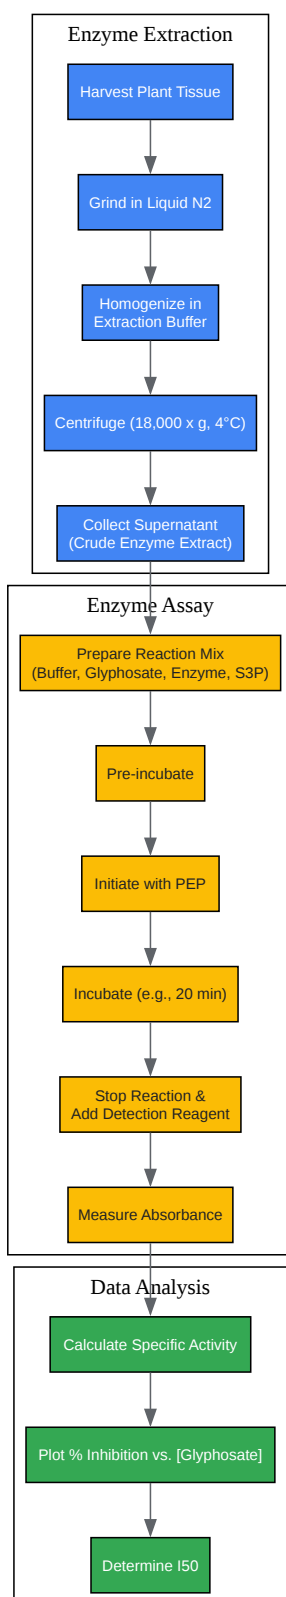 Enzyme Extraction
Harvest Plant Tissue
Grind in Liquid N2
Homogenize in
Extraction Buffer
Centrifuge (18,000 x g, 4°C)
Collect Supernatant
(Crude Enzyme Extract)
Enzyme Assay
Prepare Reaction Mix
(Buffer, Glyphosate, Enzyme, S3P)
Pre-incubate
Initiate with PEP
Incubate (e.g., 20 min)
Stop Reaction &
Add Detection Reagent
Measure Absorbance
Data Analysis
Calculate Specific Activity
Plot % Inhibition vs. [Glyphosate]
Determine I50